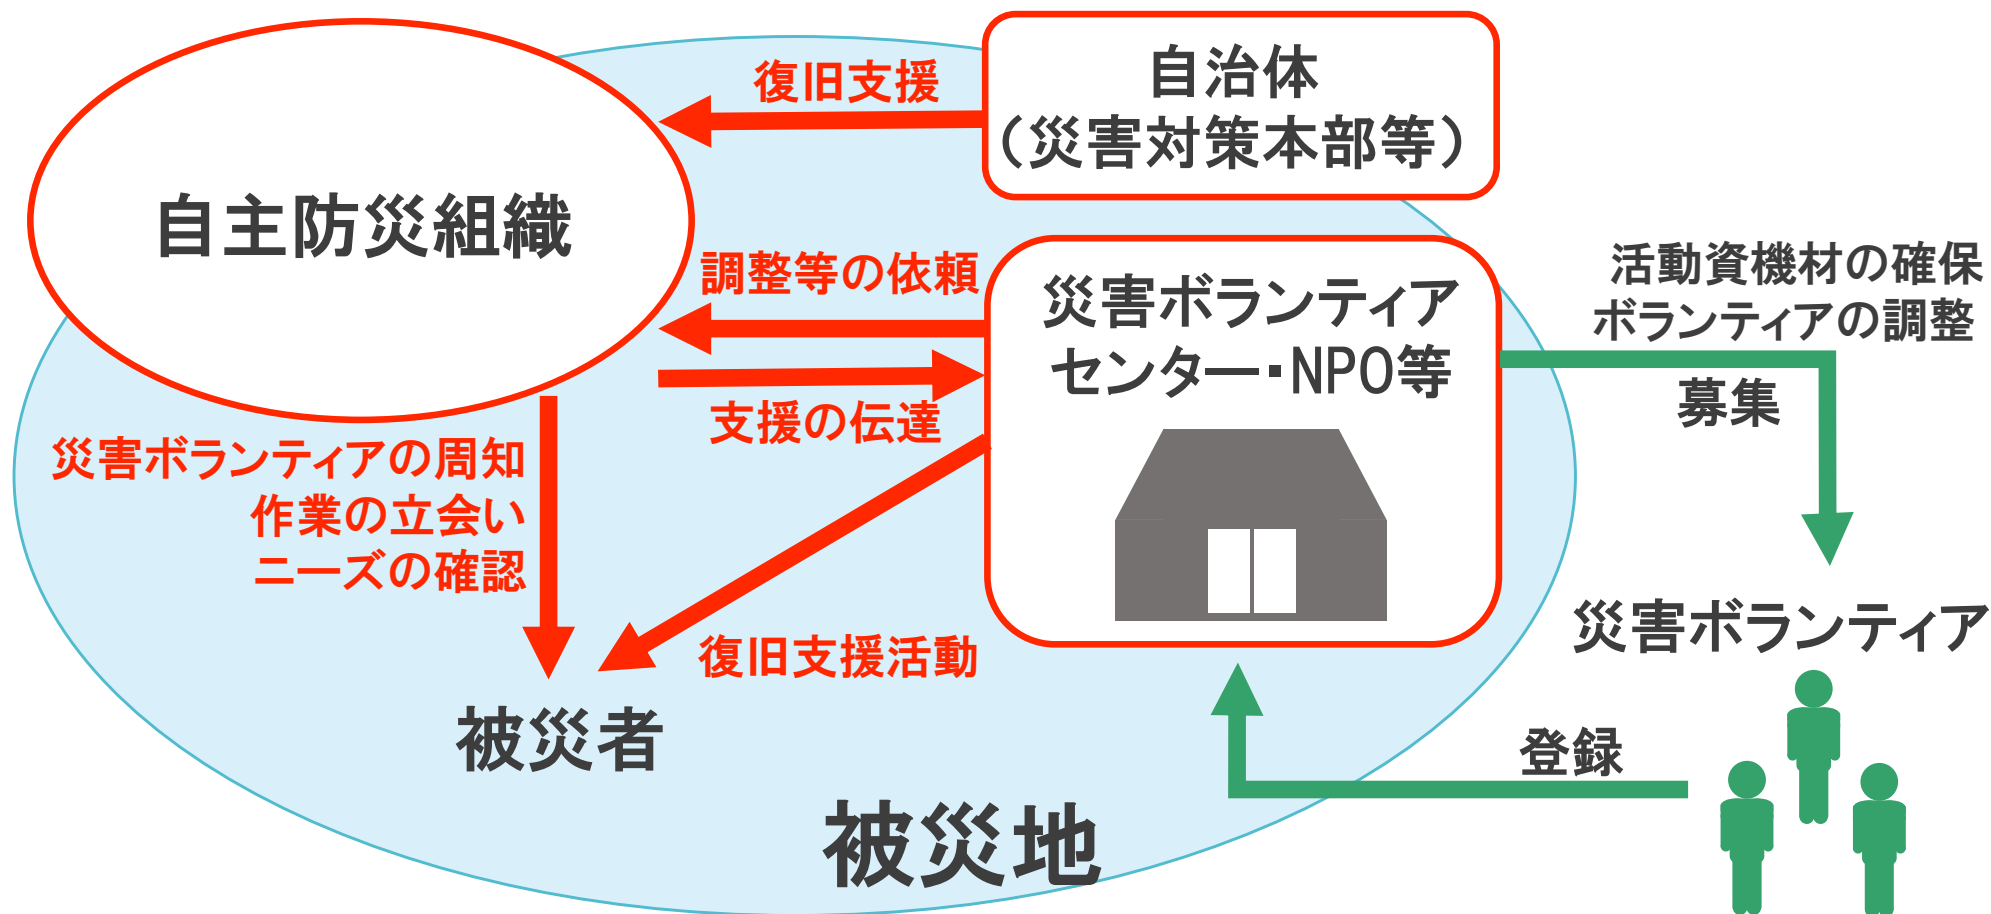 自治体
（災害対策本部等）
復旧支援
自主防災組織
調整等の依頼
災害ボランティア
センター・NPO等
活動資機材の確保
ボランティアの調整
募集
支援の伝達
災害ボランティアの周知
作業の立会い
ニーズの確認
復旧支援活動
災害ボランティア
被災者
登録
被災地